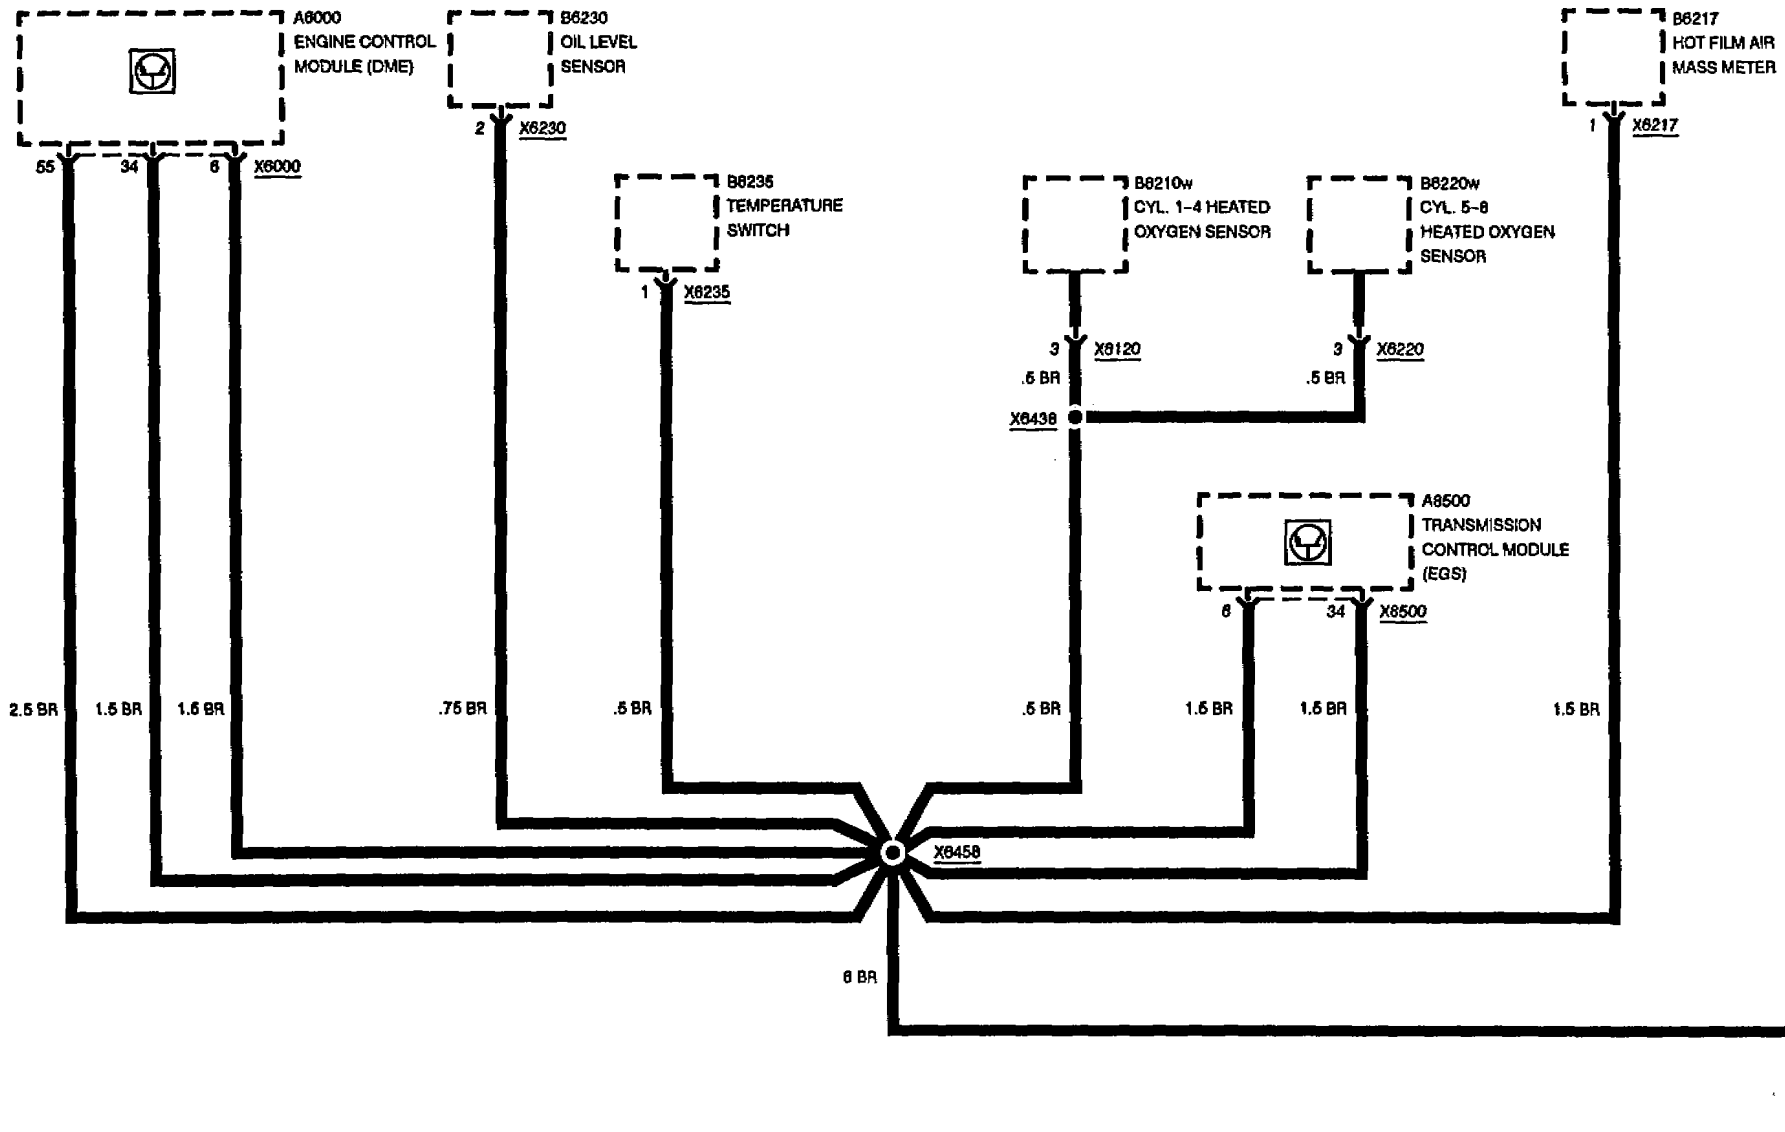 A6000
ENGINE CONTROL
MODULE (DME)
B6230
OIL LEVEL
SENSOR
B6217
HOT FILM AIR
MASS METER
2
X6230
1
X6217
55
34
6
X6000
B6235
TEMPERATURE
SWITCH
B6210w
CYL. 1-4 HEATED
OXYGEN SENSOR
B6220w
CYL. 5-8
HEATED OXYGEN
SENSOR
1
X6235
3
X6120
3
X6220
.5 BR
.5 BR
X6438
A8500
TRANSMISSION
CONTROL MODULE
(EGS)
6
34
X8500
2.5 BR
1.5 BR
1.5 BR
.75 BR
.5 BR
.5 BR
1.5 BR
1.5 BR
1.5 BR
X6458
6 BR